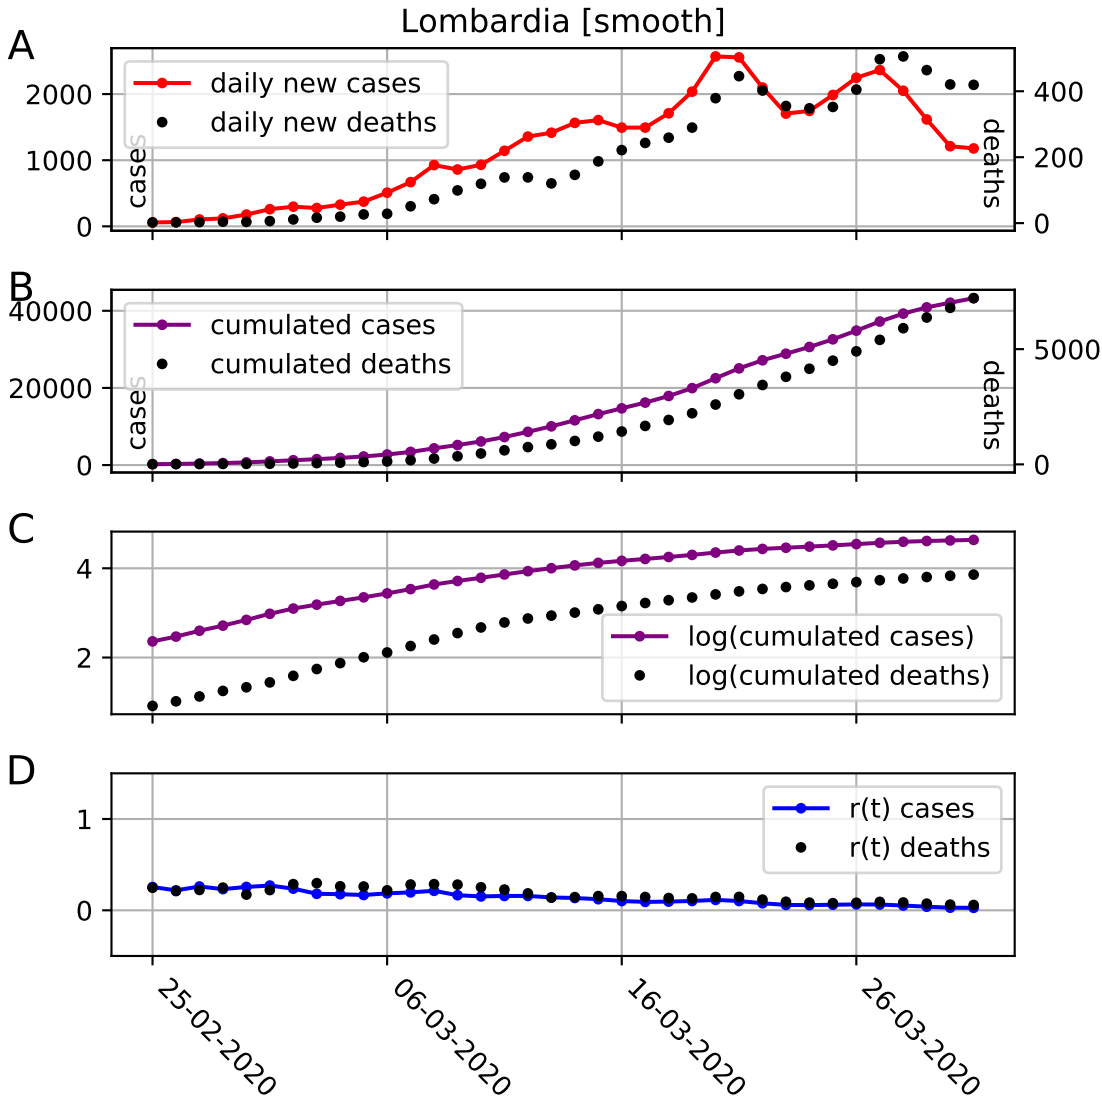 Lombardia [smooth]
A
daily new cases
daily new deaths
2000
1000
0
cases
400
200
0
deaths
B
cumulated cases
cumulated deaths
40000
20000
0
cases
5000
0
deaths
C
4
2
log(cumulated cases)
log(cumulated deaths)
D
1
0
r(t) cases
r(t) deaths
25-02-2020
06-03-2020
16-03-2020
26-03-2020